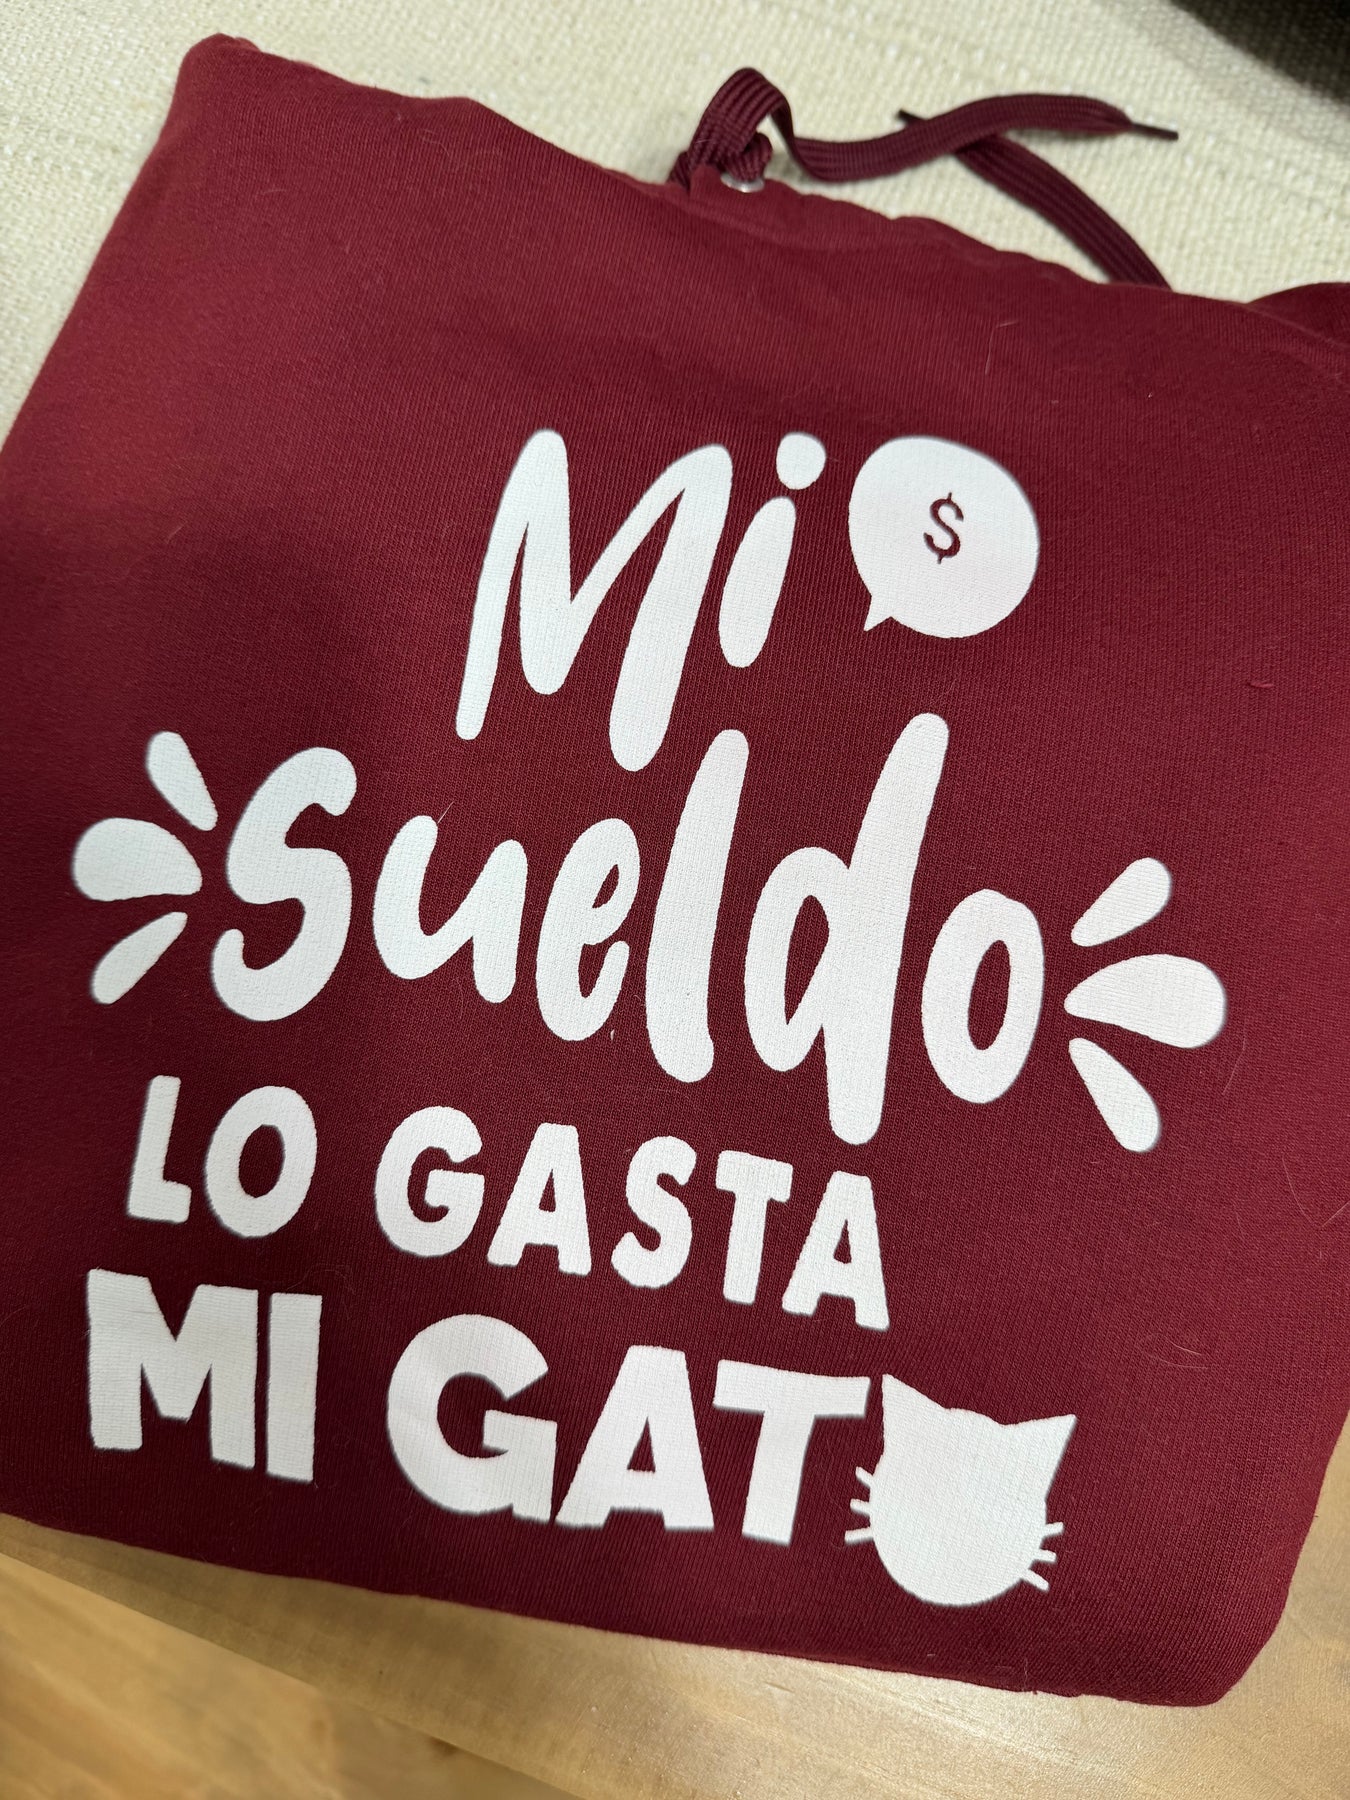 Mi $
Sueldo
LO GASTA
MI GAT